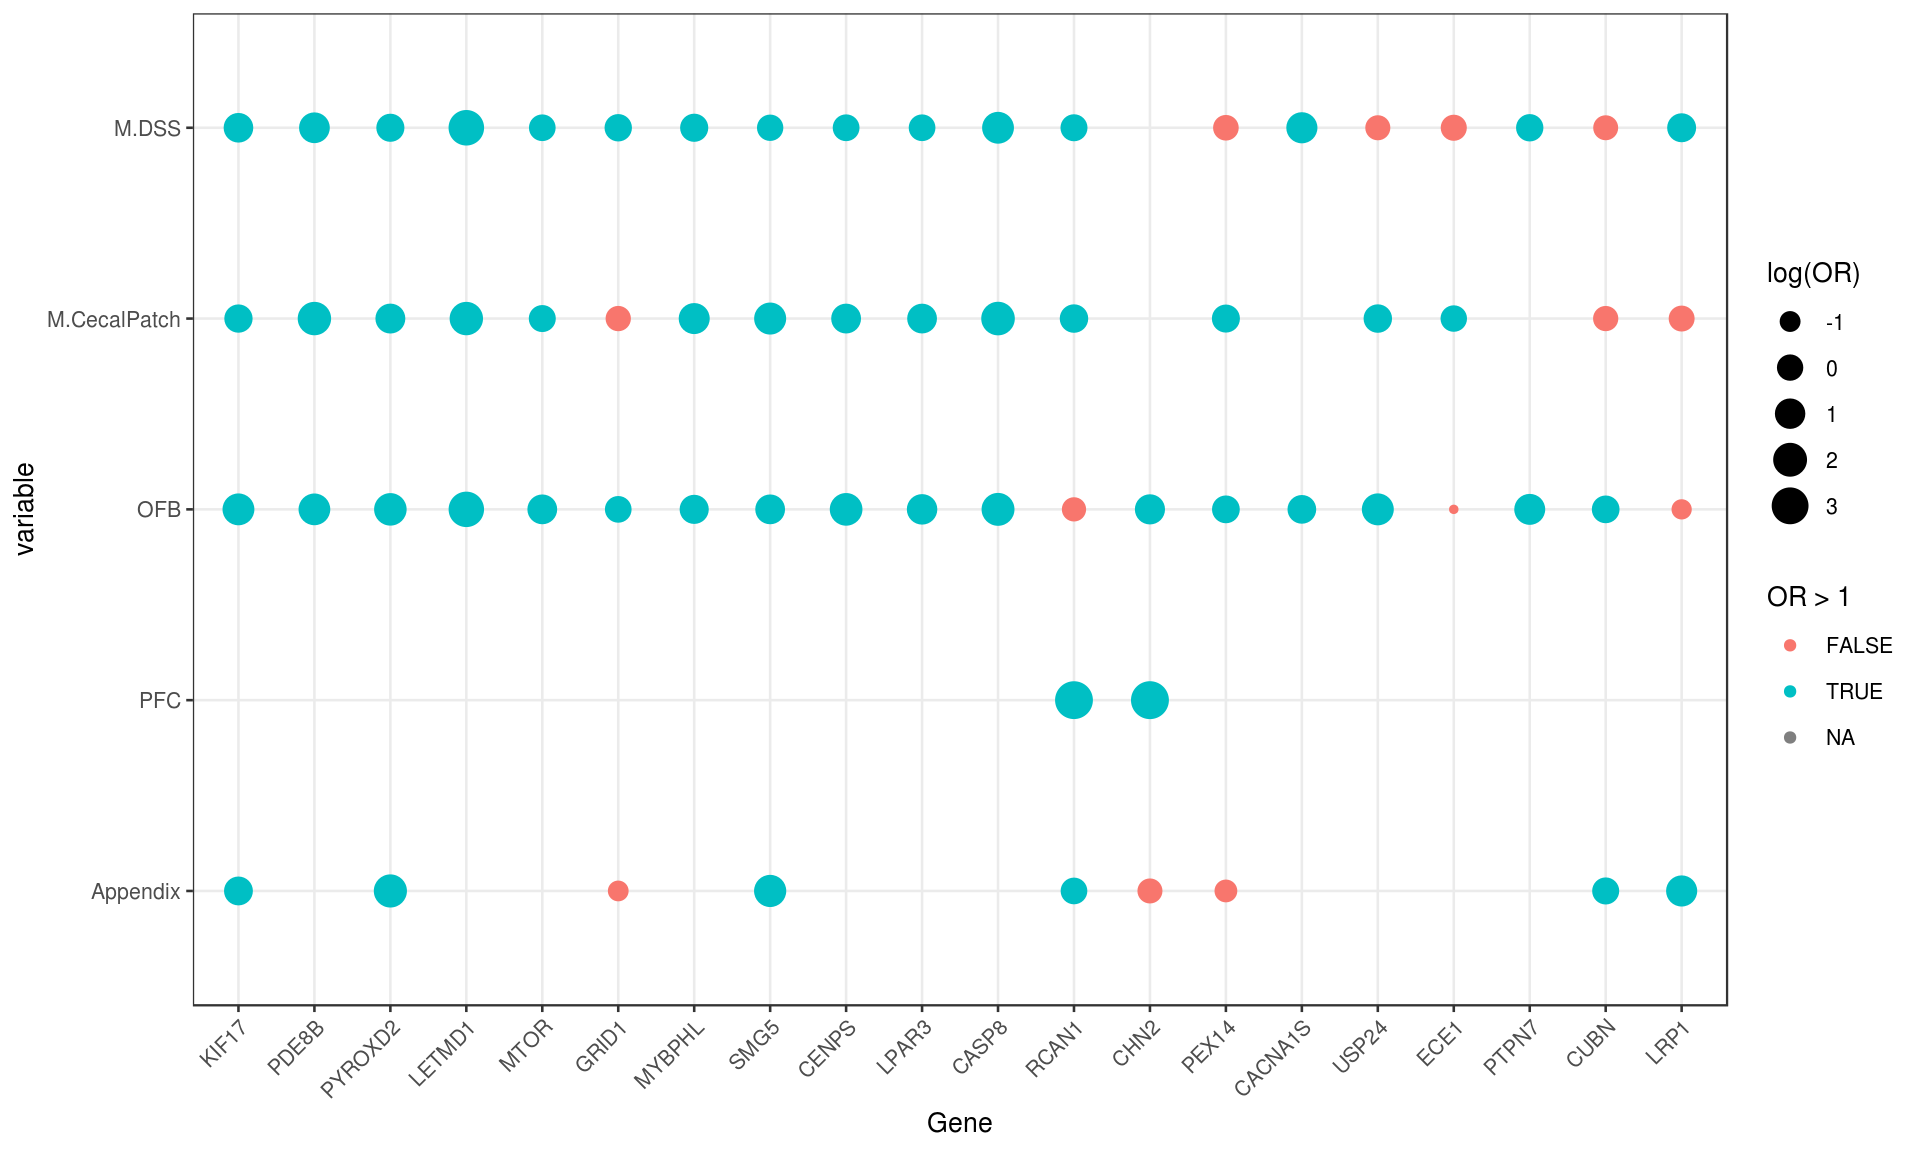 M.DSS
M.CecalPatch
OFB
PFC
Appendix
variable
KIF17
PDE8B
PYROXD2
LETMD1
MTOR
GRID1
MYBPHL
SMG5
CENPS
LPAR3
CASP8
RCAN1
CHN2
PEX14
CACNA1S
USP24
ECE1
PTPN7
CUBN
LRP1
Gene
log(OR)
-1
0
1
2
3
OR > 1
FALSE
TRUE
NA